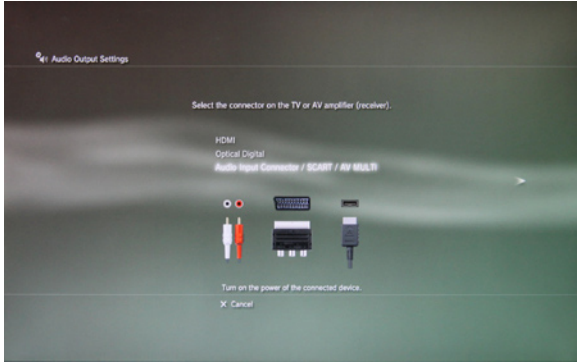 Audio Output Settings
Select the connector on the TV or AV amplifier (receiver).
HDMI
Optical Digital
Audio Input Connector / SCART / AV MULTI
Turn on the power of the connected device.
X Cancel